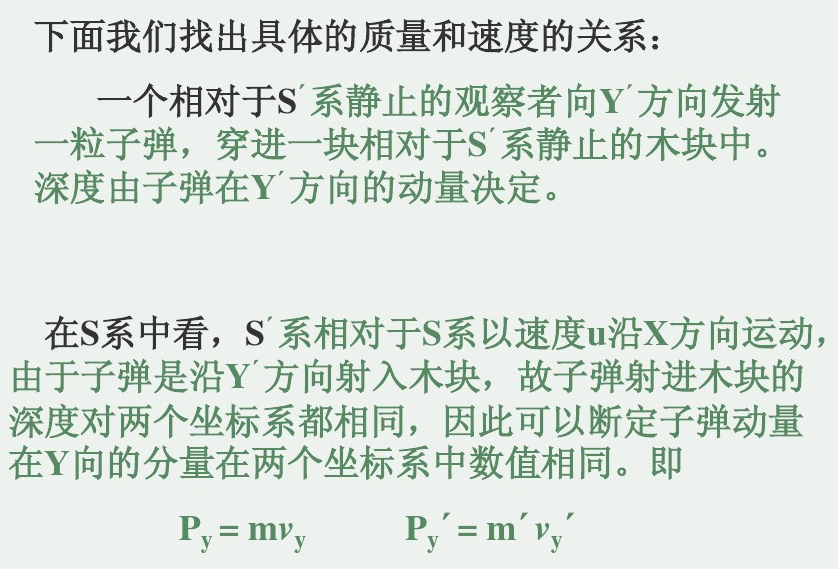 下面我们找出具体的质量和速度的关系：
一个相对于S´系静止的观察者向Y´方向发射
一粒子弹，穿进一块相对于S´系静止的木块中。
深度由子弹在Y´方向的动量决定。
在S系中看，S´系相对于S系以速度u沿X方向运动，
由于子弹是沿Y´方向射入木块，故子弹射进木块的
深度对两个坐标系都相同，因此可以断定子弹动量
在Y向的分量在两个坐标系中数值相同。即
Py = mvy Py´ = m´ vy´